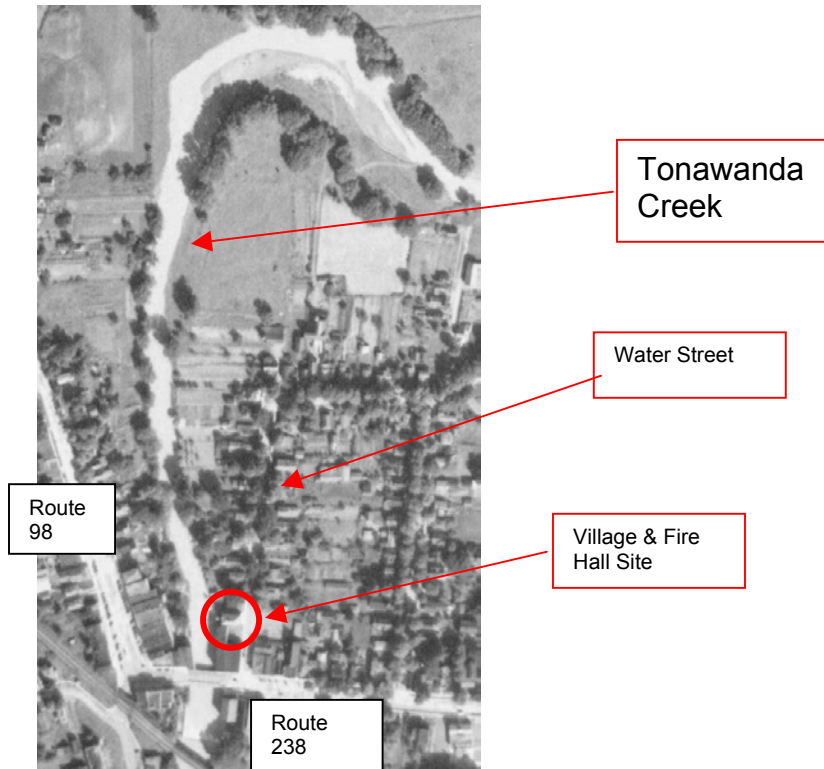 Tonawanda
Creek
Water Street
Route
98
Village & Fire
Hall Site
Route
238